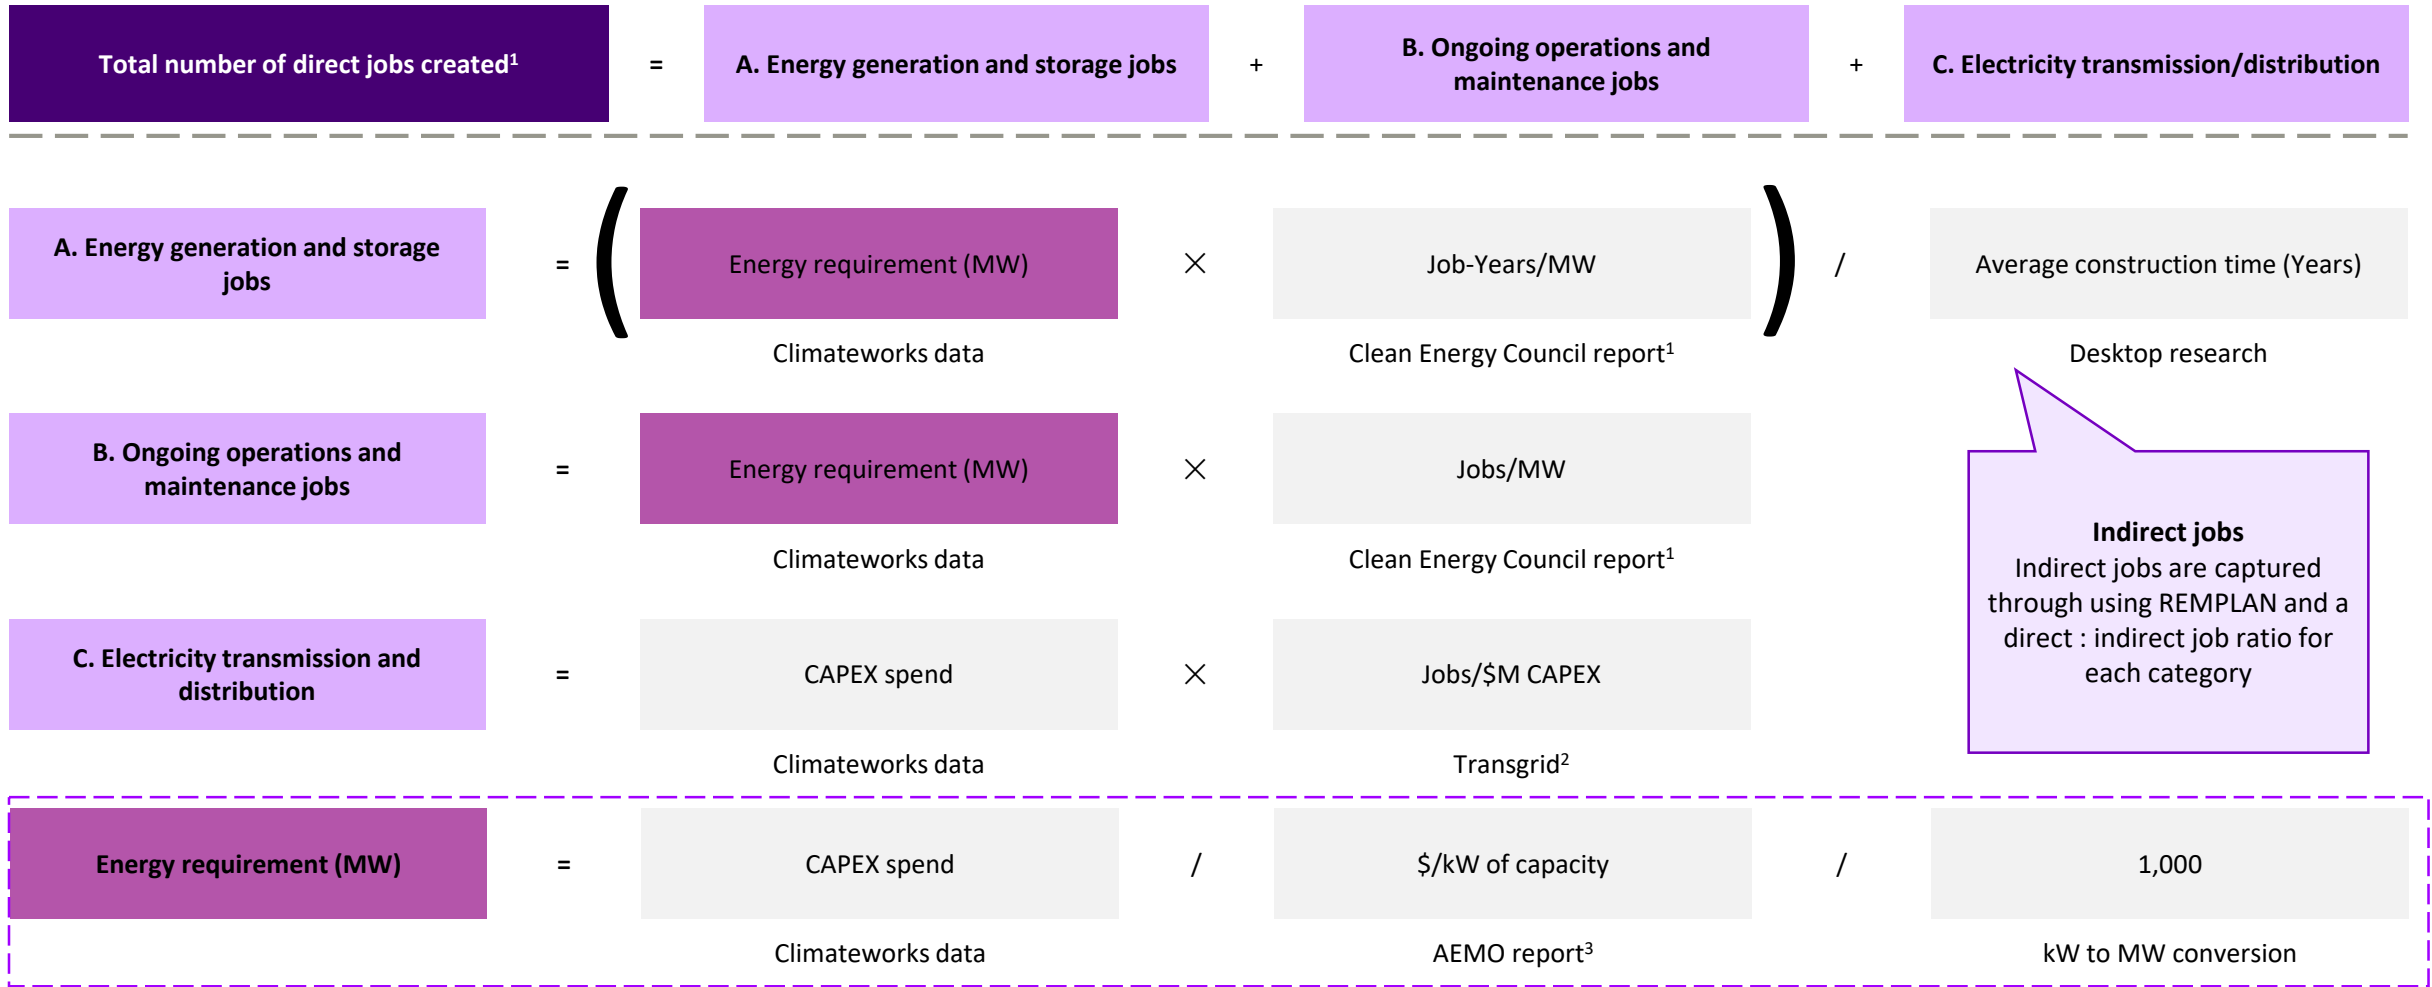 Total number of direct jobs created¹
=
A. Energy generation and storage jobs
+
B. Ongoing operations and
maintenance jobs
+
C. Electricity transmission/distribution
A. Energy generation and storage
jobs
=
(
Energy requirement (MW)
×
Job-Years/MW
)
/
Average construction time (Years)
Climateworks data
Clean Energy Council report¹
Desktop research
B. Ongoing operations and
maintenance jobs
=
Energy requirement (MW)
×
Jobs/MW
Climateworks data
Clean Energy Council report¹
Indirect jobs
Indirect jobs are captured
through using REMPLAN and a
direct : indirect job ratio for
each category
C. Electricity transmission and
distribution
=
CAPEX spend
×
Jobs/$M CAPEX
Climateworks data
Transgrid²
Energy requirement (MW)
=
CAPEX spend
/
$/kW of capacity
/
1,000
Climateworks data
AEMO report³
kW to MW conversion